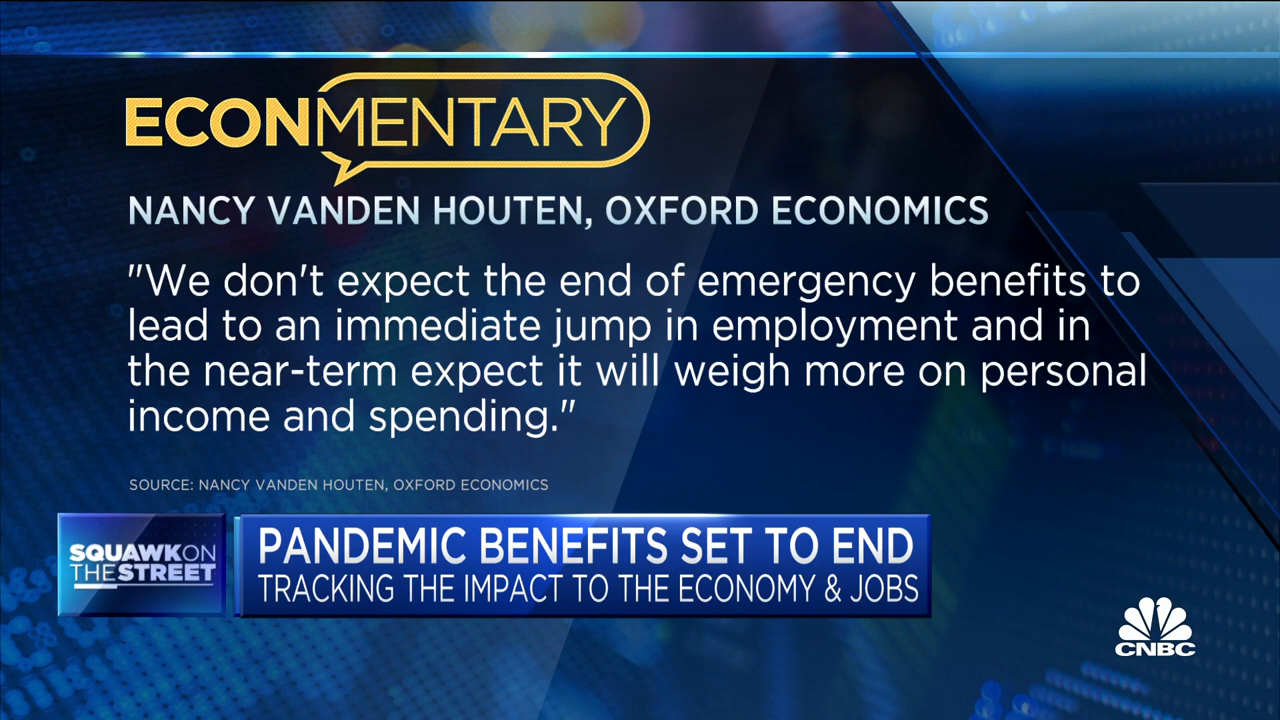 ECONMENTARY
NANCY VANDEN HOUTEN, OXFORD ECONOMICS
"We don't expect the end of emergency benefits to
lead to an immediate jump in employment and in
the near-term expect it will weigh more on personal
income and spending."
SOURCE: NANCY VANDEN HOUTEN, OXFORD ECONOMICS
SQUAWK ON
THE STREET
PANDEMIC BENEFITS SET TO END
TRACKING THE IMPACT TO THE ECONOMY & JOBS
CNBC